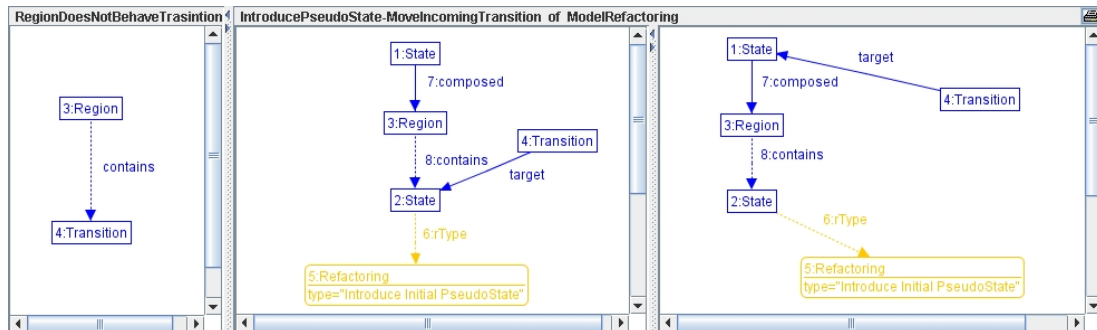 RegionDoesNotBehaveTrasintion
3:Region
contains
4:Transition
IntroducePseudoState-MoveIncomingTransition of ModelRefactoring
1:State
7:composed
3:Region
4:Transition
8:contains
target
2:State
6:rType
5:Refactoring
type="Introduce Initial PseudoState"
1:State
target
7:composed
4:Transition
3:Region
8:contains
2:State
6:rType
5:Refactoring
type="Introduce Initial PseudoState"